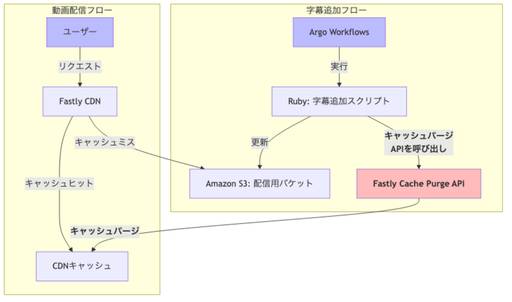 動画配信フロー
ユーザー
リクエスト
Fastly CDN
キャッシュミス
キャッシュヒット
CDNキャッシュ
字幕追加フロー
Argo Workflows
実行
Ruby: 字幕追加スクリプト
更新
キャッシュパージ
APIを呼び出し
Amazon S3: 配信用バケット
Fastly Cache Purge API
キャッシュパージ